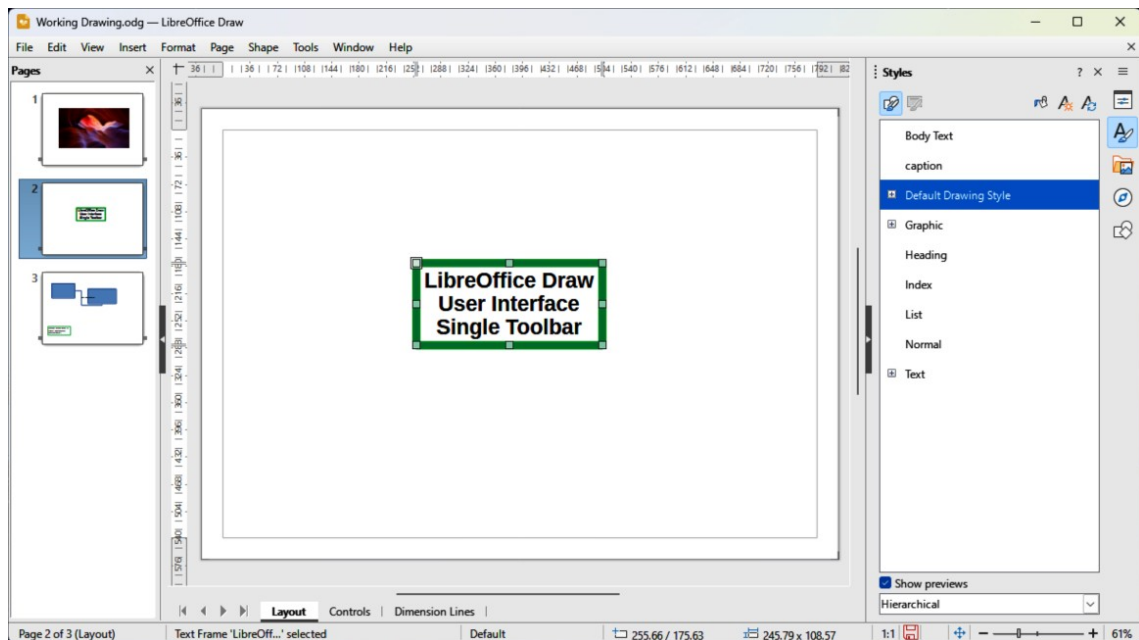 Working Drawing.odg — LibreOffice Draw
File Edit View Insert Format Page Shape Tools Window Help
Pages
Styles
1
2
3
LibreOffice Draw
User Interface
Single Toolbar
Body Text
caption
Default Drawing Style
Graphic
Heading
Index
List
Normal
Text
Show previews
Hierarchical
Layout Controls Dimension Lines
Page 2 of 3 (Layout) Text Frame 'LibreOff...' selected Default 255.66 / 175.63 245.79 x 108.57 1:1 61%